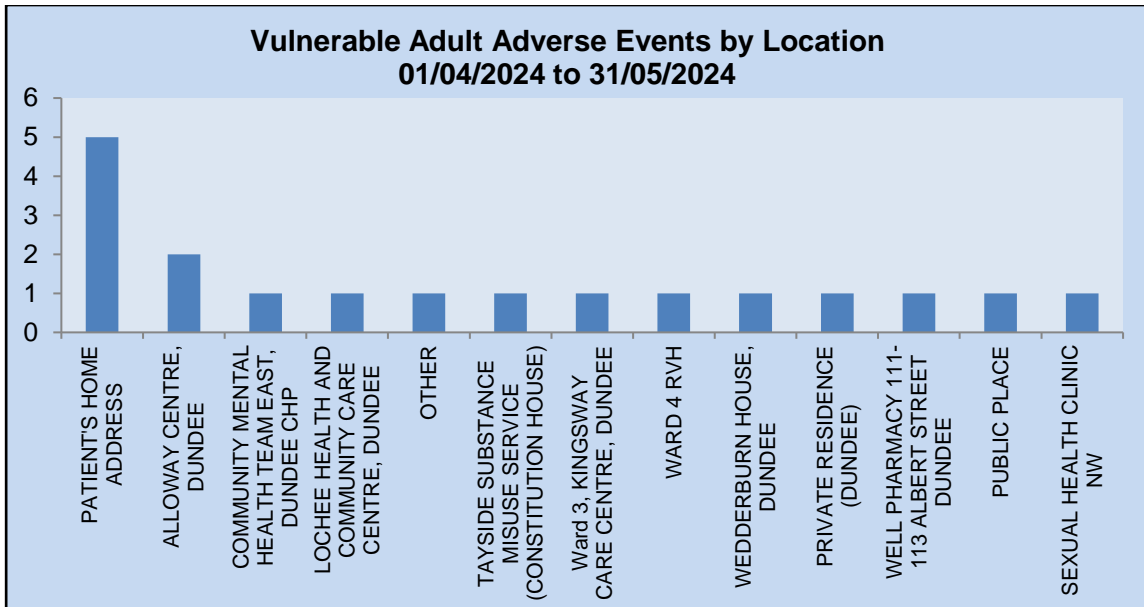 Vulnerable Adult Adverse Events by Location
01/04/2024 to 31/05/2024
6
5
4
3
2
1
0
PATIENT'S HOME
ADDRESS
ALLOWAY CENTRE,
DUNDEE
COMMUNITY MENTAL
HEALTH TEAM EAST,
DUNDEE CHP
LOCHEE HEALTH AND
COMMUNITY CARE
CENTRE, DUNDEE
OTHER
TAYSIDE SUBSTANCE
MISUSE SERVICE
(CONSTITUTION HOUSE)
Ward 3, KINGSWAY
CARE CENTRE, DUNDEE
WARD 4 RVH
WEDDERBURN HOUSE,
DUNDEE
PRIVATE RESIDENCE
(DUNDEE)
WELL PHARMACY 111-
113 ALBERT STREET
DUNDEE
PUBLIC PLACE
SEXUAL HEALTH CLINIC
NW